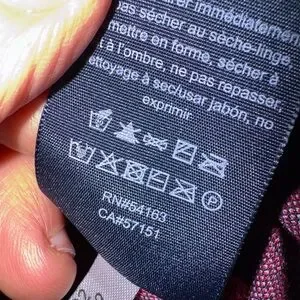 rer immédiatement
pas sécher au sèche-linge,
mettre en forme, sécher à
t à l'ombre, ne pas repasser,
ettoyage à sec/usar jabón, no
exprimir
RN#54163
CA#57151
P